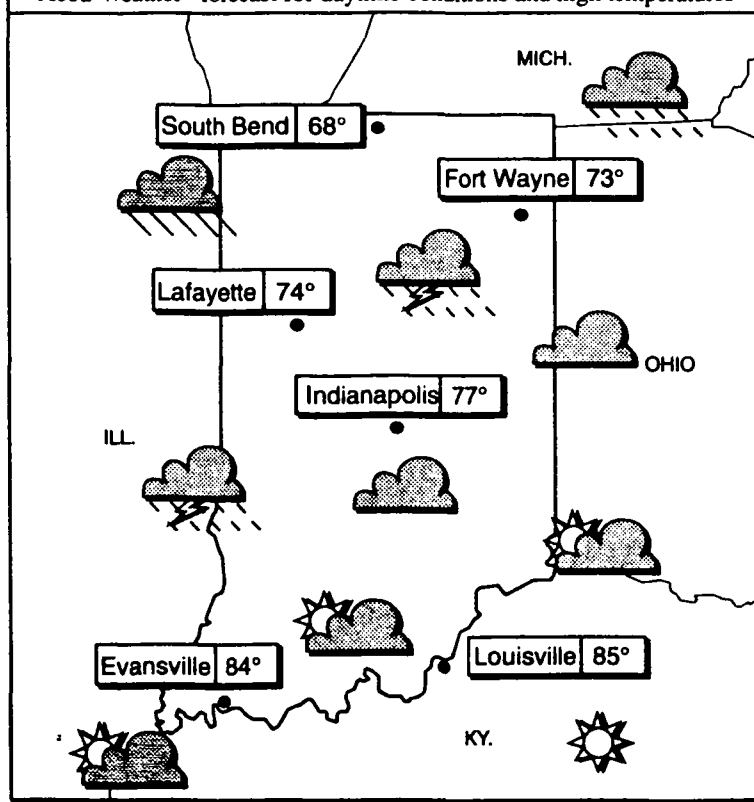 forecast for daytime conditions and high temperatures
MICH.
South Bend 68°
Fort Wayne 73°
Lafayette 74°
OHIO
Indianapolis 77°
ILL.
Evansville 84°
Louisville 85°
KY.